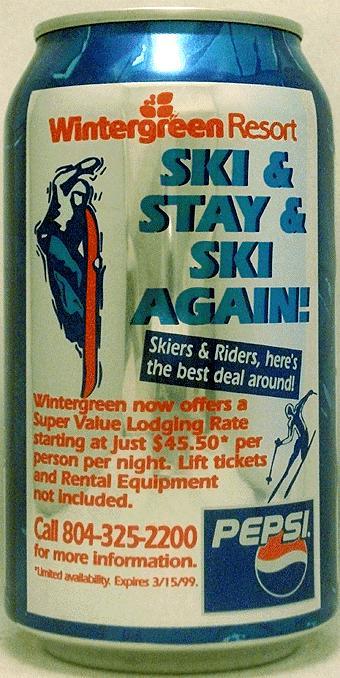 Wintergreen Resort
SKI &
STAY &
SKI
AGAIN!
Skiers & Riders, here's
the best deal around!
Wintergreen now offers a
Super Value Lodging Rate
starting at Just $45.50* per
person per night. Lift tickets
and Rental Equipment
not included.
Call 804-325-2200
for more information.
*Limited availability. Expires 3/15/99.
PEPSI